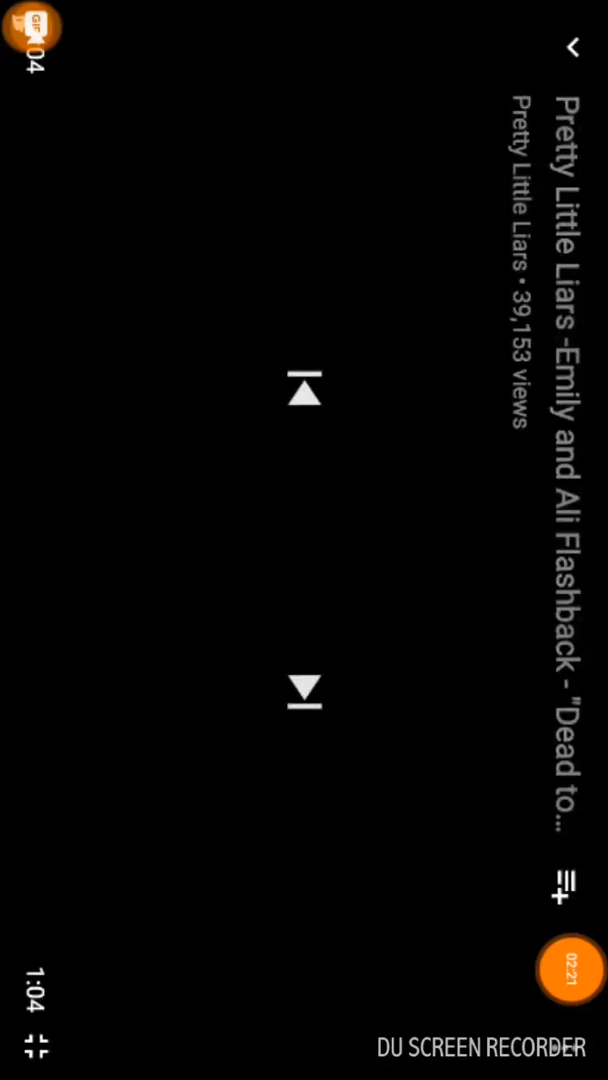 Pretty Little Liars -Emily and Ali Flashback - "Dead to...
Pretty Little Liars • 39,153 views
02:21
GIF
:04
1:04
DU SCREEN RECORDER